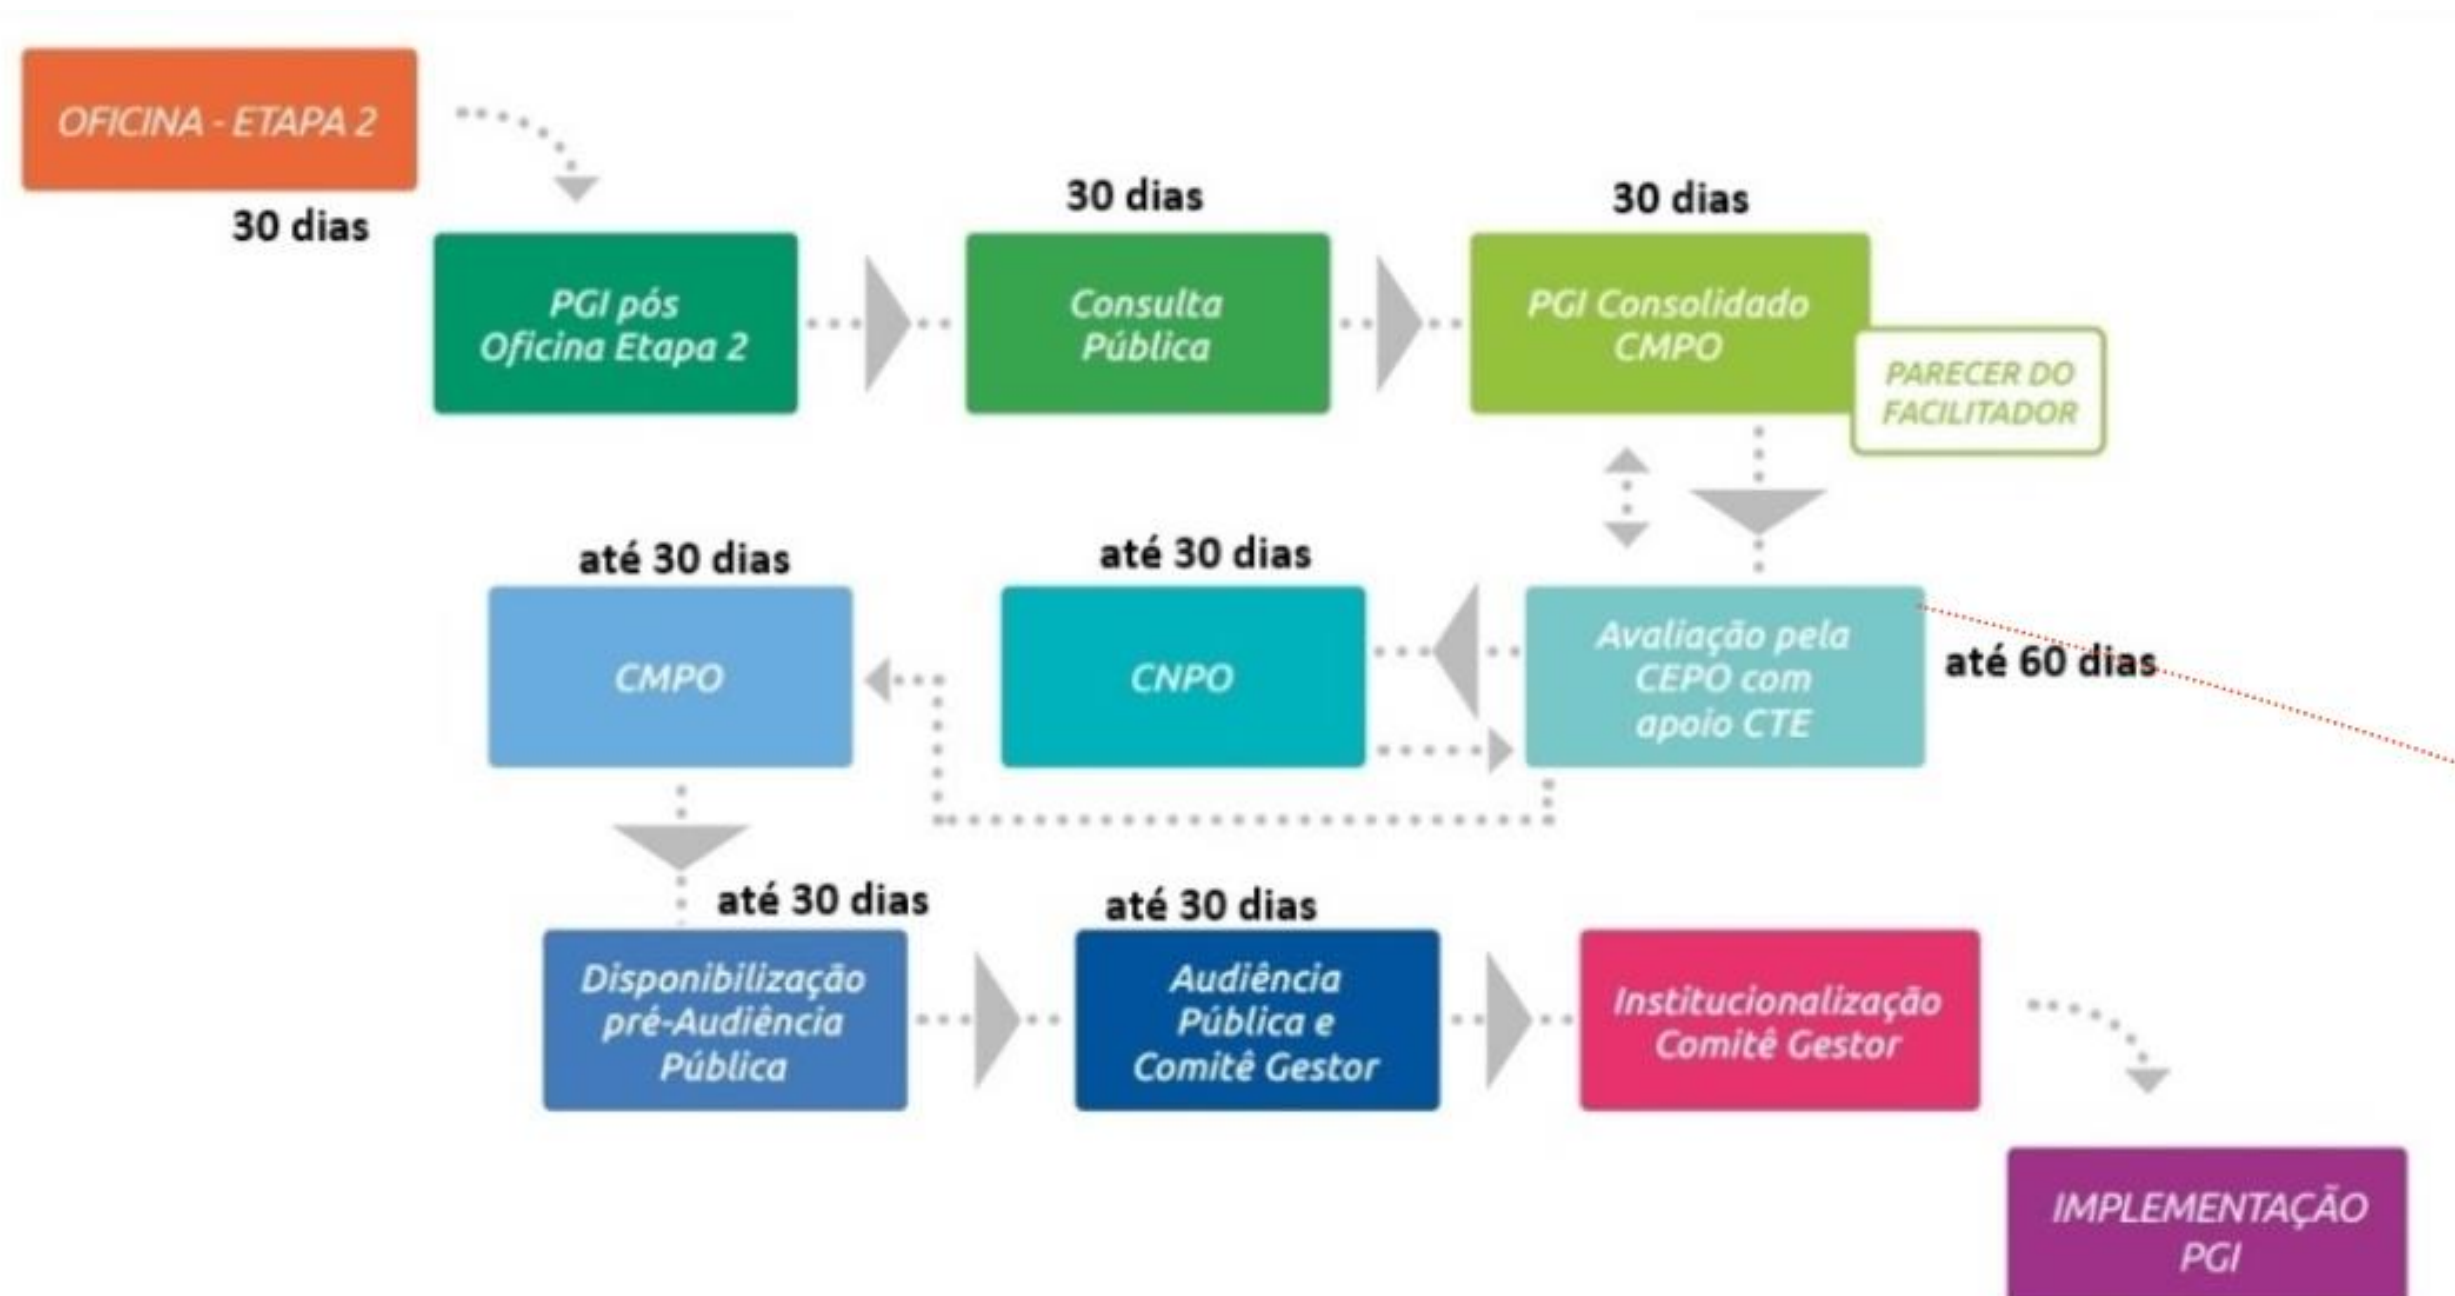 OFICINA - ETAPA 2
30 dias
PGI pós
Oficina Etapa 2
30 dias
Consulta
Pública
30 dias
PGI Consolidado
CMPO
PARECER DO
FACILITADOR
até 30 dias
CMPO
até 30 dias
CNPO
Avaliação pela
CEPO com
apoio CTE
até 60 dias
até 30 dias
Disponibilização
pré-Audiência
Pública
até 30 dias
Audiência
Pública e
Comitê Gestor
Institucionalização
Comitê Gestor
IMPLEMENTAÇÃO
PGI